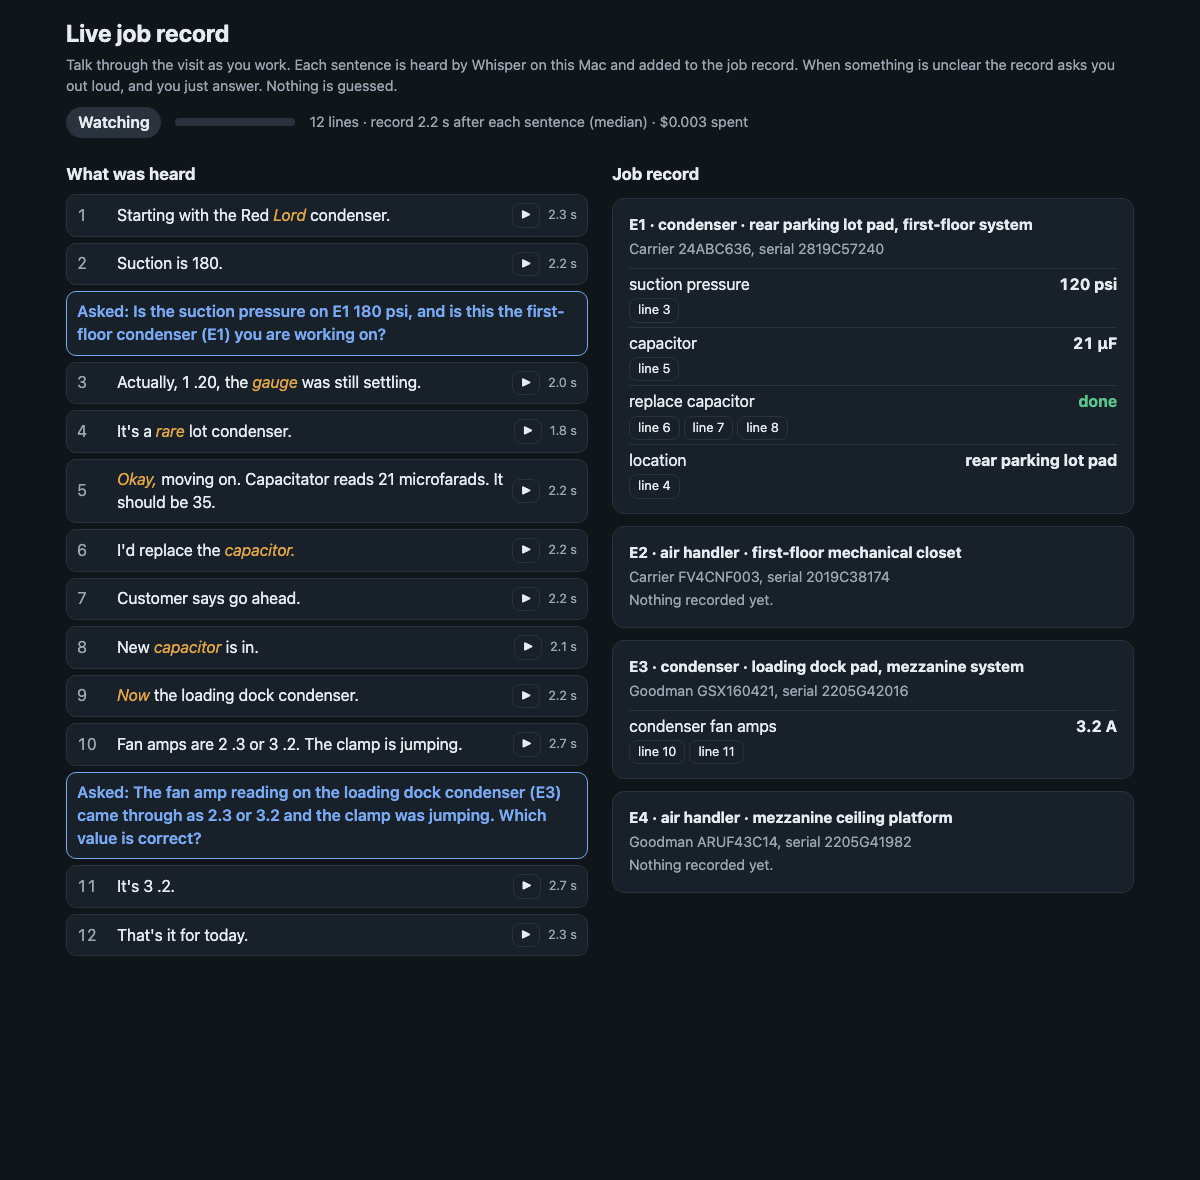 Live job record
Talk through the visit as you work. Each sentence is heard by Whisper on this Mac and added to the job record. When something is unclear the record asks you
out loud, and you just answer. Nothing is guessed.
Watching
12 lines · record 2.2 s after each sentence (median) · $0.003 spent
What was heard
1 Starting with the Red Lord condenser. 2.3 s
2 Suction is 180. 2.2 s
Asked: Is the suction pressure on E1 180 psi, and is this the first-
floor condenser (E1) you are working on?
3 Actually, 1 .20, the gauge was still settling. 2.0 s
4 It's a rare lot condenser. 1.8 s
5 Okay, moving on. Capacitator reads 21 microfarads. It
should be 35. 2.2 s
6 I'd replace the capacitor. 2.2 s
7 Customer says go ahead. 2.2 s
8 New capacitor is in. 2.1 s
9 Now the loading dock condenser. 2.2 s
10 Fan amps are 2 .3 or 3 .2. The clamp is jumping. 2.7 s
Asked: The fan amp reading on the loading dock condenser (E3)
came through as 2.3 or 3.2 and the clamp was jumping. Which
value is correct?
11 It's 3 .2. 2.7 s
12 That's it for today. 2.3 s
Job record
E1 · condenser · rear parking lot pad, first-floor system
Carrier 24ABC636, serial 2819C57240
suction pressure 120 psi
line 3
capacitor 21 µF
line 5
replace capacitor done
line 6 line 7 line 8
location rear parking lot pad
line 4
E2 · air handler · first-floor mechanical closet
Carrier FV4CNF003, serial 2019C38174
Nothing recorded yet.
E3 · condenser · loading dock pad, mezzanine system
Goodman GSX160421, serial 2205G42016
condenser fan amps 3.2 A
line 10 line 11
E4 · air handler · mezzanine ceiling platform
Goodman ARUF43C14, serial 2205G41982
Nothing recorded yet.